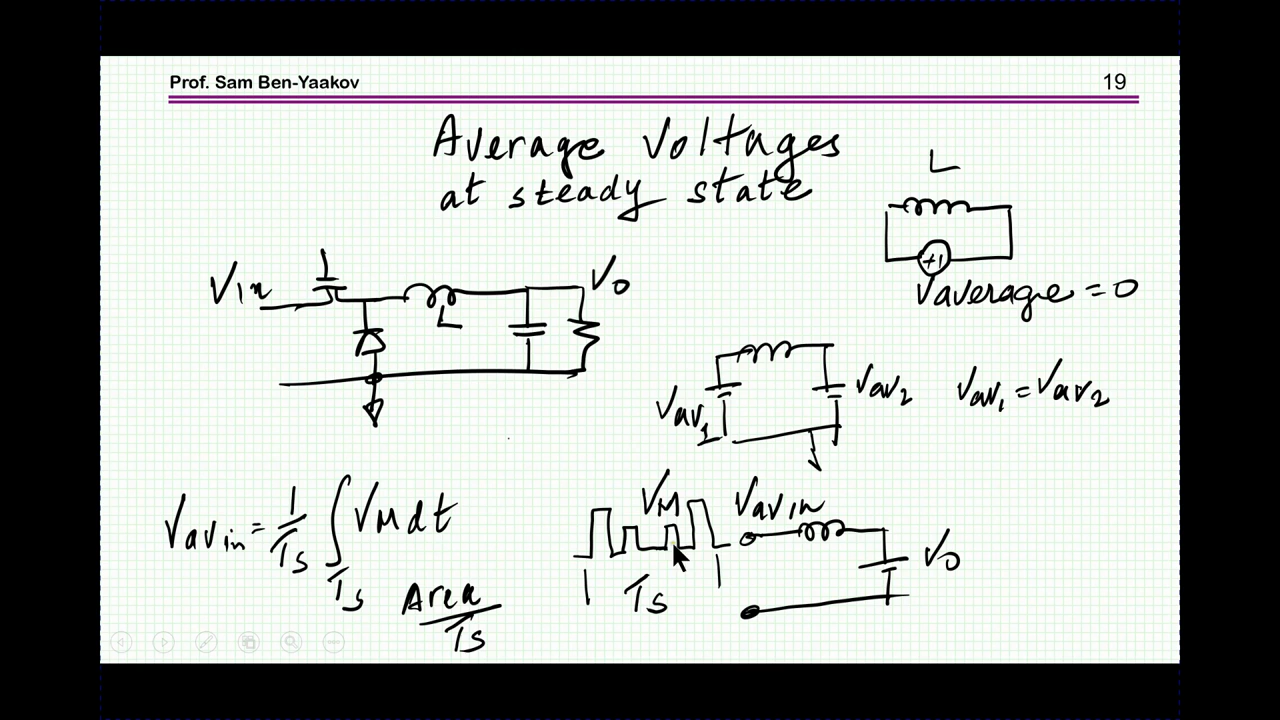 Prof. Sam Ben-Yaakov
19
Average Voltages
at steady state
L
+1
Vaverage = 0
Vin
L
Vo
Vav1
Vav2
Vav1 = Vav2
Vavin = 1/Ts ∫Ts VM dt
Area/Ts
VM
Ts
Vavin
Vo